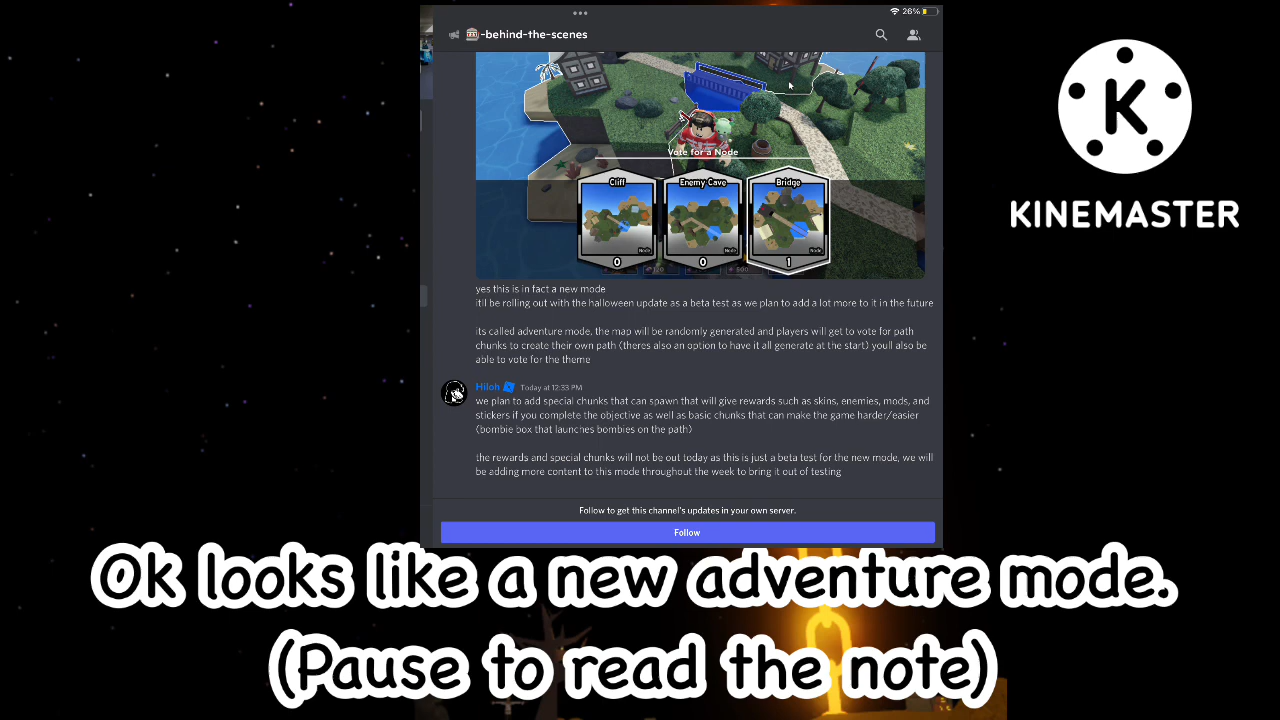 26%
-behind-the-scenes
Vote for a Node
Cliff
Enemy Cave
Bridge
Node
Node
Node
0
0
1
yes this is in fact a new mode
itll be rolling out with the halloween update as a beta test as we plan to add a lot more to it in the future
its called adventure mode, the map will be randomly generated and players will get to vote for path
chunks to create their own path (theres also an option to have it all generate at the start) youll also be
able to vote for the theme
Hiloh Today at 12:33 PM
we plan to add special chunks that can spawn that will give rewards such as skins, enemies, mods, and
stickers if you complete the objective as well as basic chunks that can make the game harder/easier
(bombie box that launches bombies on the path)
the rewards and special chunks will not be out today as this is just a beta test for the new mode, we will
be adding more content to this mode throughout the week to bring it out of testing
Follow to get this channel's updates in your own server.
Follow
K
KINEMASTER
Ok looks like a new adventure mode.
(Pause to read the note)